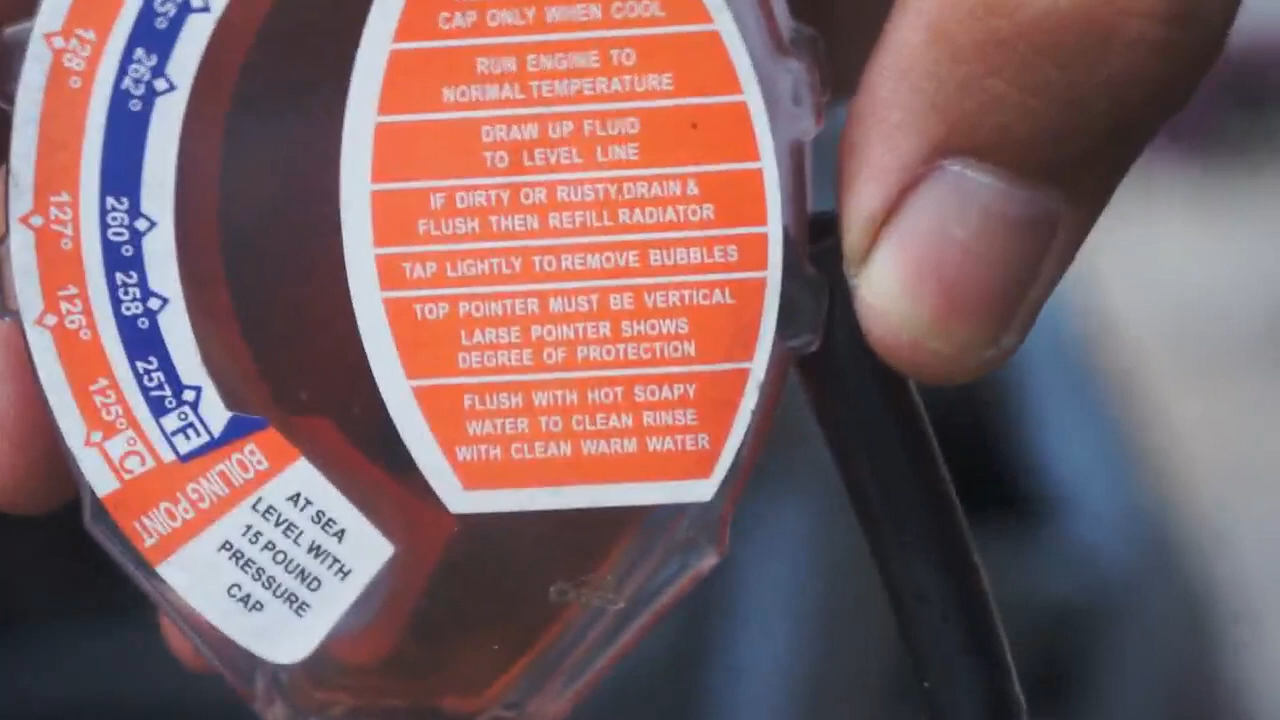 CAP ONLY WHEN COOL
RUN ENGINE TO
NORMAL TEMPERATURE
DRAW UP FLUID
TO LEVEL LINE
IF DIRTY OR RUSTY,DRAIN &
FLUSH THEN REFILL RADIATOR
TAP LIGHTLY TO REMOVE BUBBLES
TOP POINTER MUST BE VERTICAL
LARSE POINTER SHOWS
DEGREE OF PROTECTION
FLUSH WITH HOT SOAPY
WATER TO CLEAN RINSE
WITH CLEAN WARM WATER
128°
127°
126°
125°
°C
262°
260°
258°
257°
°F
BOILING POINT
AT SEA
LEVEL WITH
15 POUND
PRESSURE
CAP